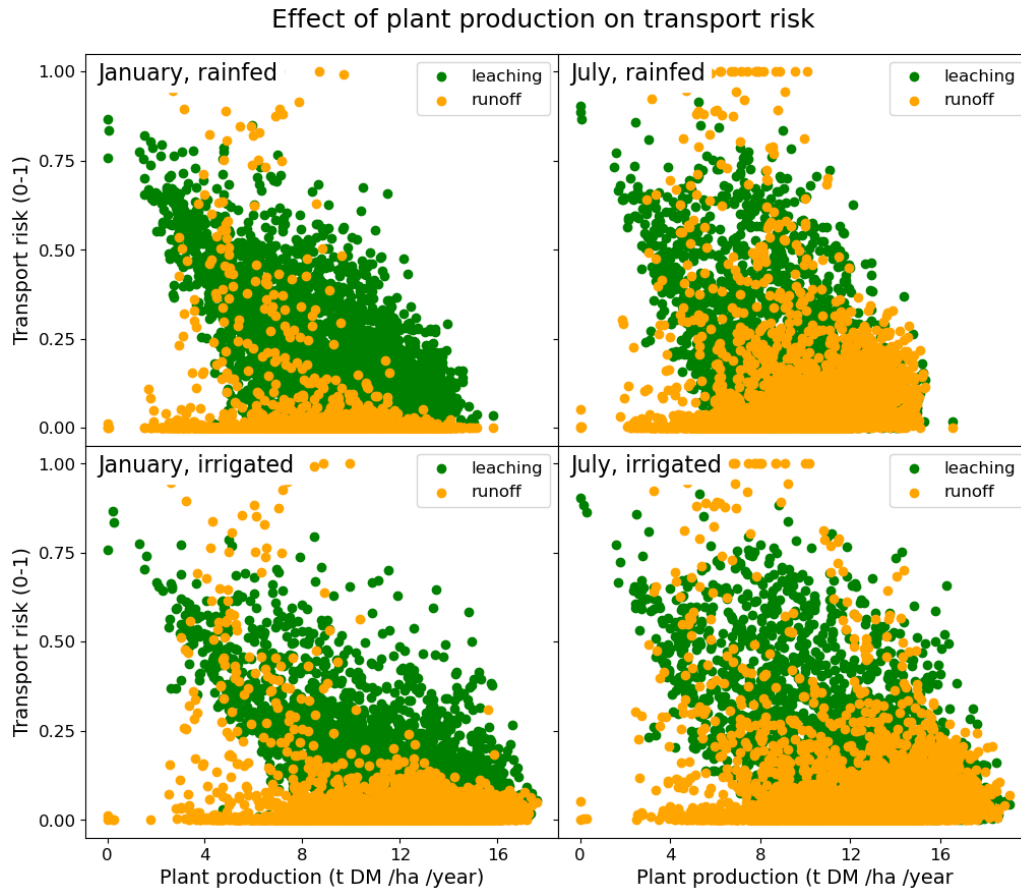 Effect of plant production on transport risk
January, rainfed
leaching
runoff
July, rainfed
leaching
runoff
1.00
0.75
0.50
0.25
0.00
Transport risk (0-1)
January, irrigated
leaching
runoff
July, irrigated
leaching
runoff
1.00
0.75
0.50
0.25
0.00
Transport risk (0-1)
0 4 8 12 16
0 4 8 12 16
Plant production (t DM /ha /year)
Plant production (t DM /ha /year